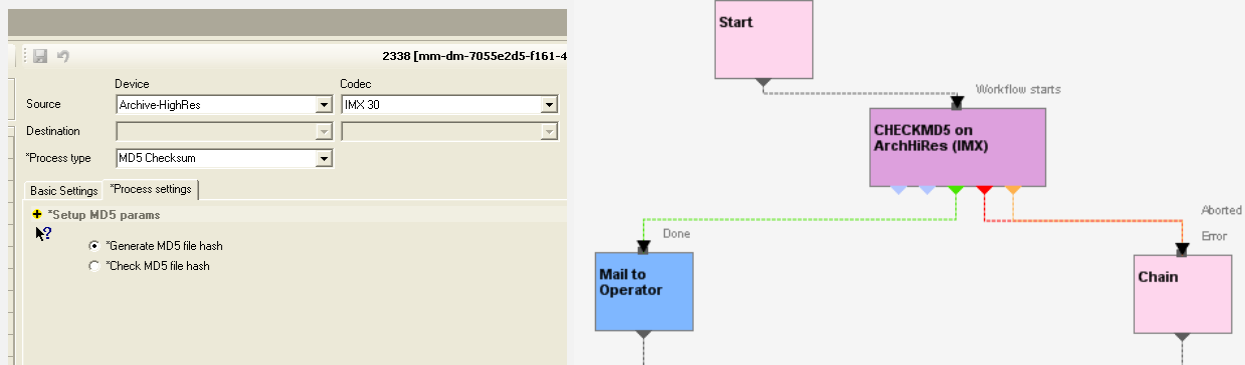 2338 [mm-dm-7055e2d5-f161-4
Device Codec
Source Archive-HighRes IMX 30
Destination
*Process type MD5 Checksum
Basic Settings *Process settings
*Setup MD5 params
*Generate MD5 file hash
*Check MD5 file hash
Start
Workflow starts
CHECKMD5 on
ArchHiRes (IMX)
Done
Aborted
Error
Mail to
Operator
Chain